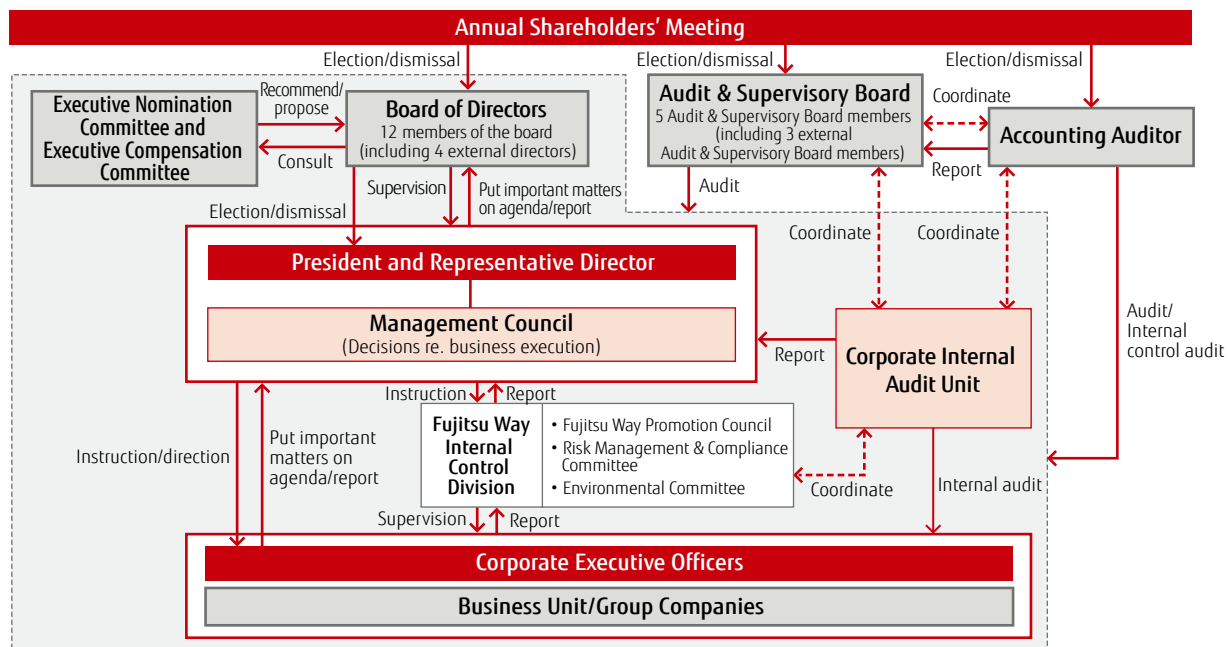 Annual Shareholders' Meeting
Election/dismissal
Election/dismissal
Election/dismissal
Executive Nomination
Committee and
Executive Compensation
Committee
Recommend/
propose
Consult
Board of Directors
12 members of the board
(including 4 external directors)
Audit & Supervisory Board
5 Audit & Supervisory Board members
(including 3 external
Audit & Supervisory Board members)
Coordinate
Report
Accounting Auditor
Election/dismissal
Supervision
Put important matters
on agenda/report
Audit
Coordinate
Coordinate
President and Representative Director
Management Council
(Decisions re. business execution)
Report
Corporate Internal
Audit Unit
Audit/
Internal
control audit
Instruction
Report
Instruction/direction
Put important
matters on
agenda/report
Fujitsu Way
Internal
Control
Division
• Fujitsu Way Promotion Council
• Risk Management & Compliance
Committee
• Environmental Committee
Coordinate
Internal audit
Supervision
Report
Corporate Executive Officers
Business Unit/Group Companies